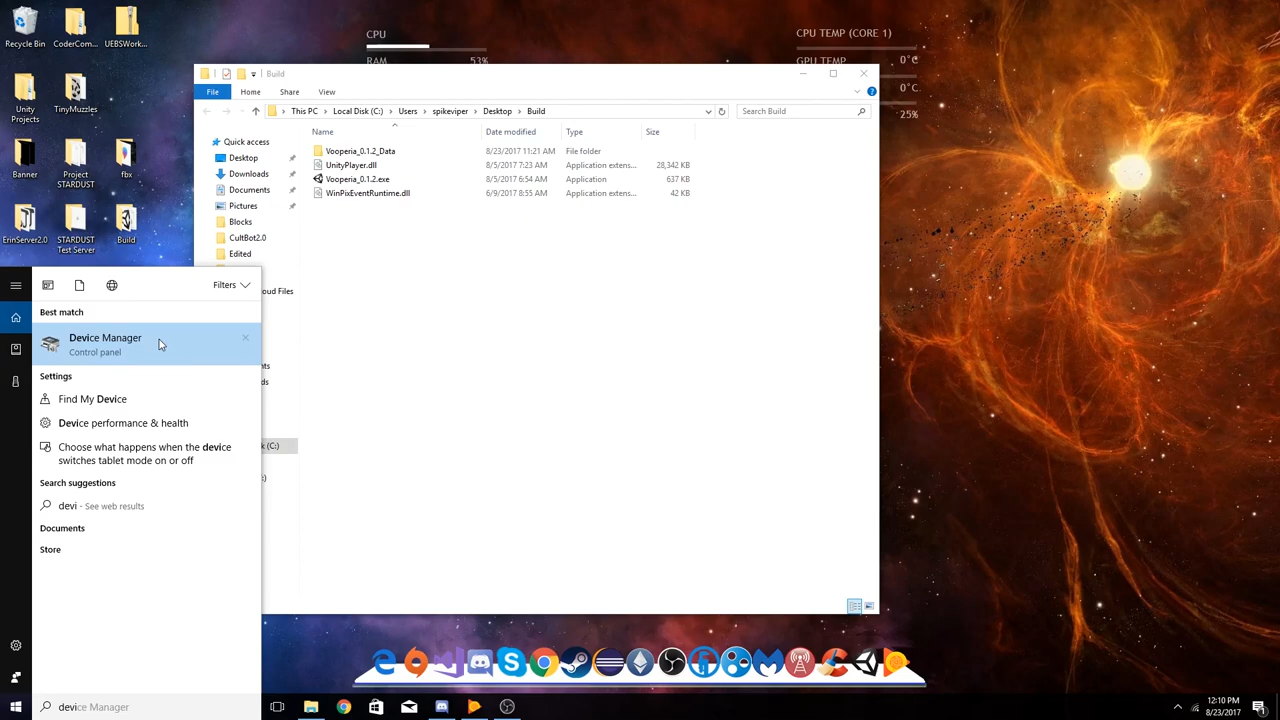 Recycle Bin
CoderCom...
UEBSWork...
Unity Projects
TinyMuzzles
Banner
Project STARDUST
fbx
ErinServer2.0
STARDUST Test Server
Build
CPU
RAM
53%
CPU TEMP (CORE 1)
GPU TEMP
0°C
0°C
25%
Build
File
Home
Share
View
This PC
Local Disk (C:)
Users
spikeviper
Desktop
Build
Search Build
Name
Date modified
Type
Size
Vooperia_0.1.2_Data
8/23/2017 11:21 AM
File folder
UnityPlayer.dll
8/5/2017 7:23 AM
Application extens...
28,342 KB
Vooperia_0.1.2.exe
8/5/2017 6:54 AM
Application
637 KB
WinPixEventRuntime.dll
6/9/2017 8:55 AM
Application extens...
42 KB
Quick access
Desktop
Downloads
Documents
Pictures
Blocks
CultBot2.0
Edited
oud Files
nts
ds
k (C:)
:)
Filters
Best match
Device Manager
Control panel
Settings
Find My Device
Device performance & health
Choose what happens when the device
switches tablet mode on or off
Search suggestions
devi - See web results
Documents
Store
device Manager
12:10 PM
8/23/2017
1